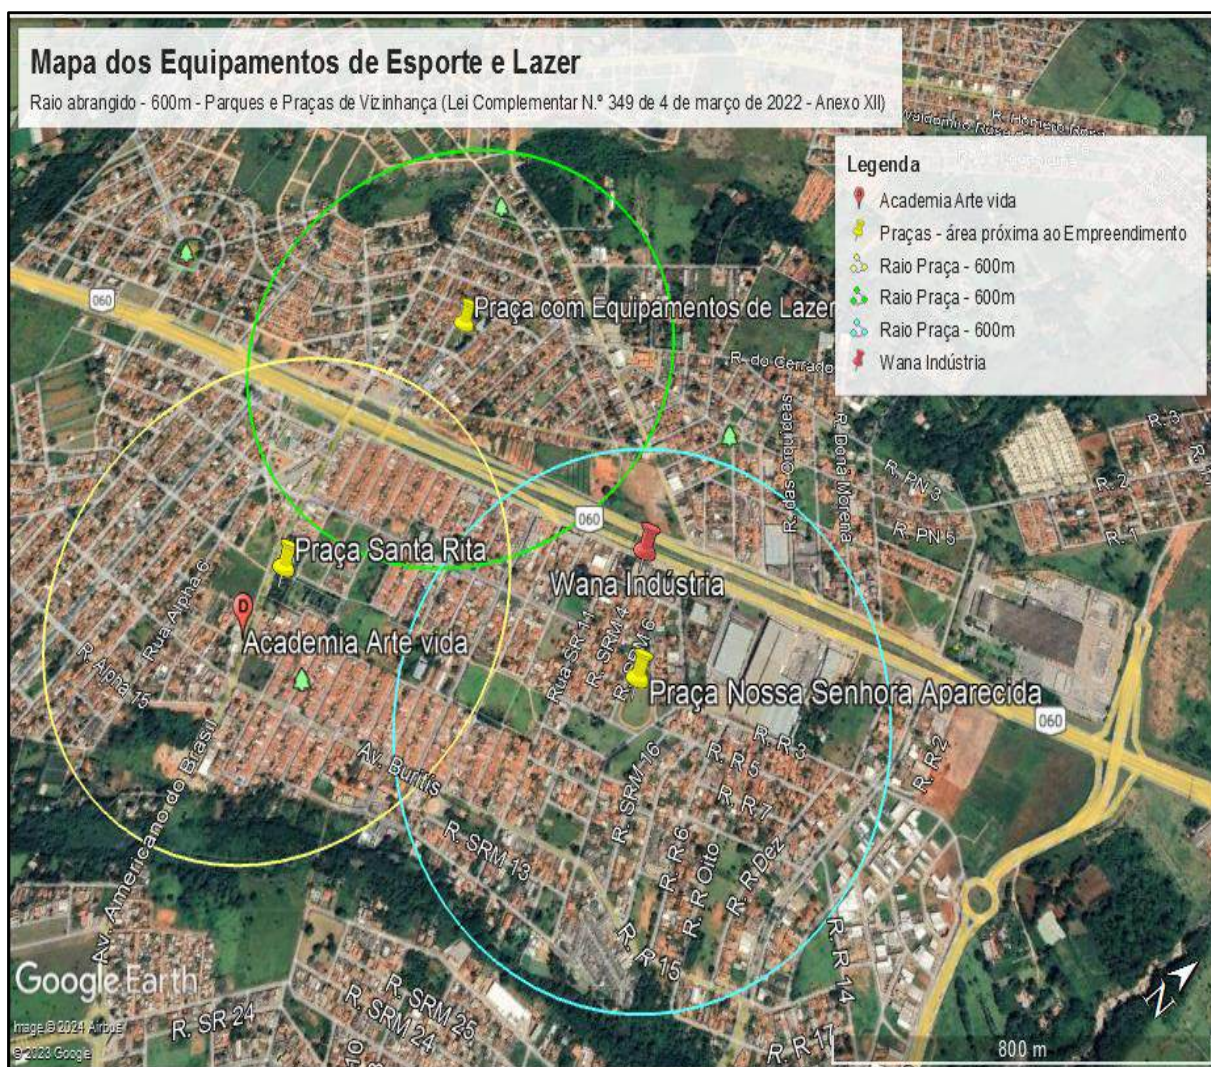 Mapa dos Equipamentos de Esporte e Lazer
Raio abrangido - 600m - Parques e Praças de Vizinhança (Lei Complementar N.º 349 de 4 de março de 2022 - Anexo XII)
R. Homero
Legenda
Academia Arte vida
Praças - área próxima ao Empreendimento
Raio Praça - 600m
Raio Praça - 600m
Raio Praça - 600m
Wana Indústria
060
Praça com Equipamentos de Lazer
R. do Cerrado
R. das Orquídeas
R. Dona Morena
R. PN 3
R. PN 5
R. 3
R. 2
R. 1
R. 1
060
Praça Santa Rita
Wana Indústria
Rua Alpha 6
D
Academia Arte vida
R. Alpha 15
Rua SR 11
R. SRM 4
R. SRM 6
Praça Nossa Senhora Aparecida
060
Av. Buritis
Av. Americano do Brasil
R. SRM 16
R. R 3
R. R 5
R. R 7
R. R 2
R. SRM 13
R. R 6
R. R Oito
R. R Dez
R. R 15
R. R 14
R. R 17
Google Earth
R. SR 24
R. SRM 25
R. SRM 24
10
Image © 2024 Airbus
© 2023 Google
N
800 m